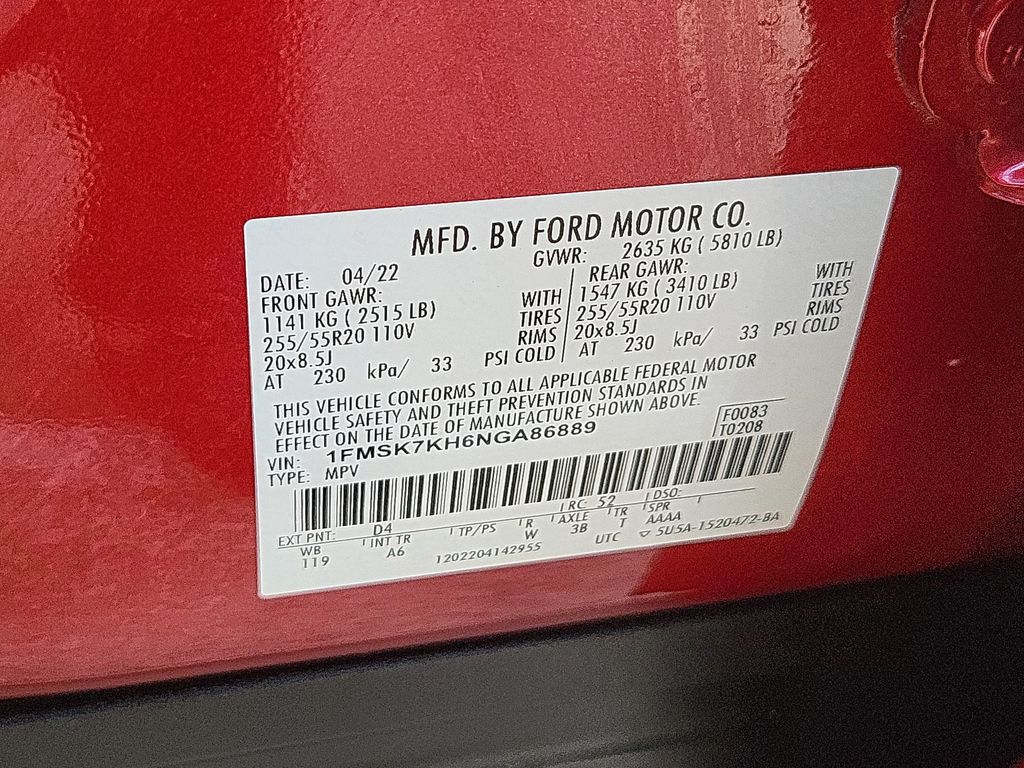 MFD. BY FORD MOTOR CO.
DATE: 04/22 GVWR: 2635 KG ( 5810 LB)
FRONT GAWR: REAR GAWR:
1141 KG ( 2515 LB) WITH 1547 KG ( 3410 LB) WITH
255/55R20 110V TIRES 255/55R20 110V TIRES
20x8.5J RIMS 20x8.5J RIMS
AT 230 kPa/ 33 PSI COLD AT 230 kPa/ 33 PSI COLD
THIS VEHICLE CONFORMS TO ALL APPLICABLE FEDERAL MOTOR
VEHICLE SAFETY AND THEFT PREVENTION STANDARDS IN
EFFECT ON THE DATE OF MANUFACTURE SHOWN ABOVE.
F0083
T0208
VIN: 1FMSK7KH6NGA86889
TYPE: MPV
EXT PNT: D4 RC: 52 DSO:
WB INT TR TP/PS R AXLE TR SPR
119 A6 W 3B T AAAA
1202204142955 UTC ▽ 5U5A-1520472-BA